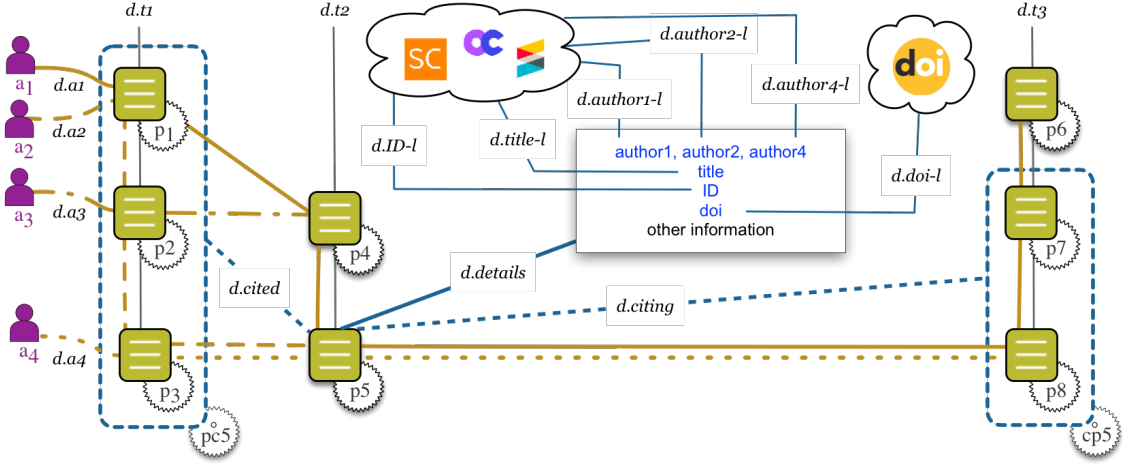 d.t1
d.t2
d.t3
SC
doi
d.author2-l
d.author1-l
d.author4-l
d.ID-l
d.title-l
d.doi-l
a1
d.a1
a2
d.a2
a3
d.a3
a4
d.a4
p1
p2
p3
p4
p5
p6
p7
p8
author1, author2, author4
title
ID
doi
other information
d.details
d.cited
d.citing
pc5
cp5